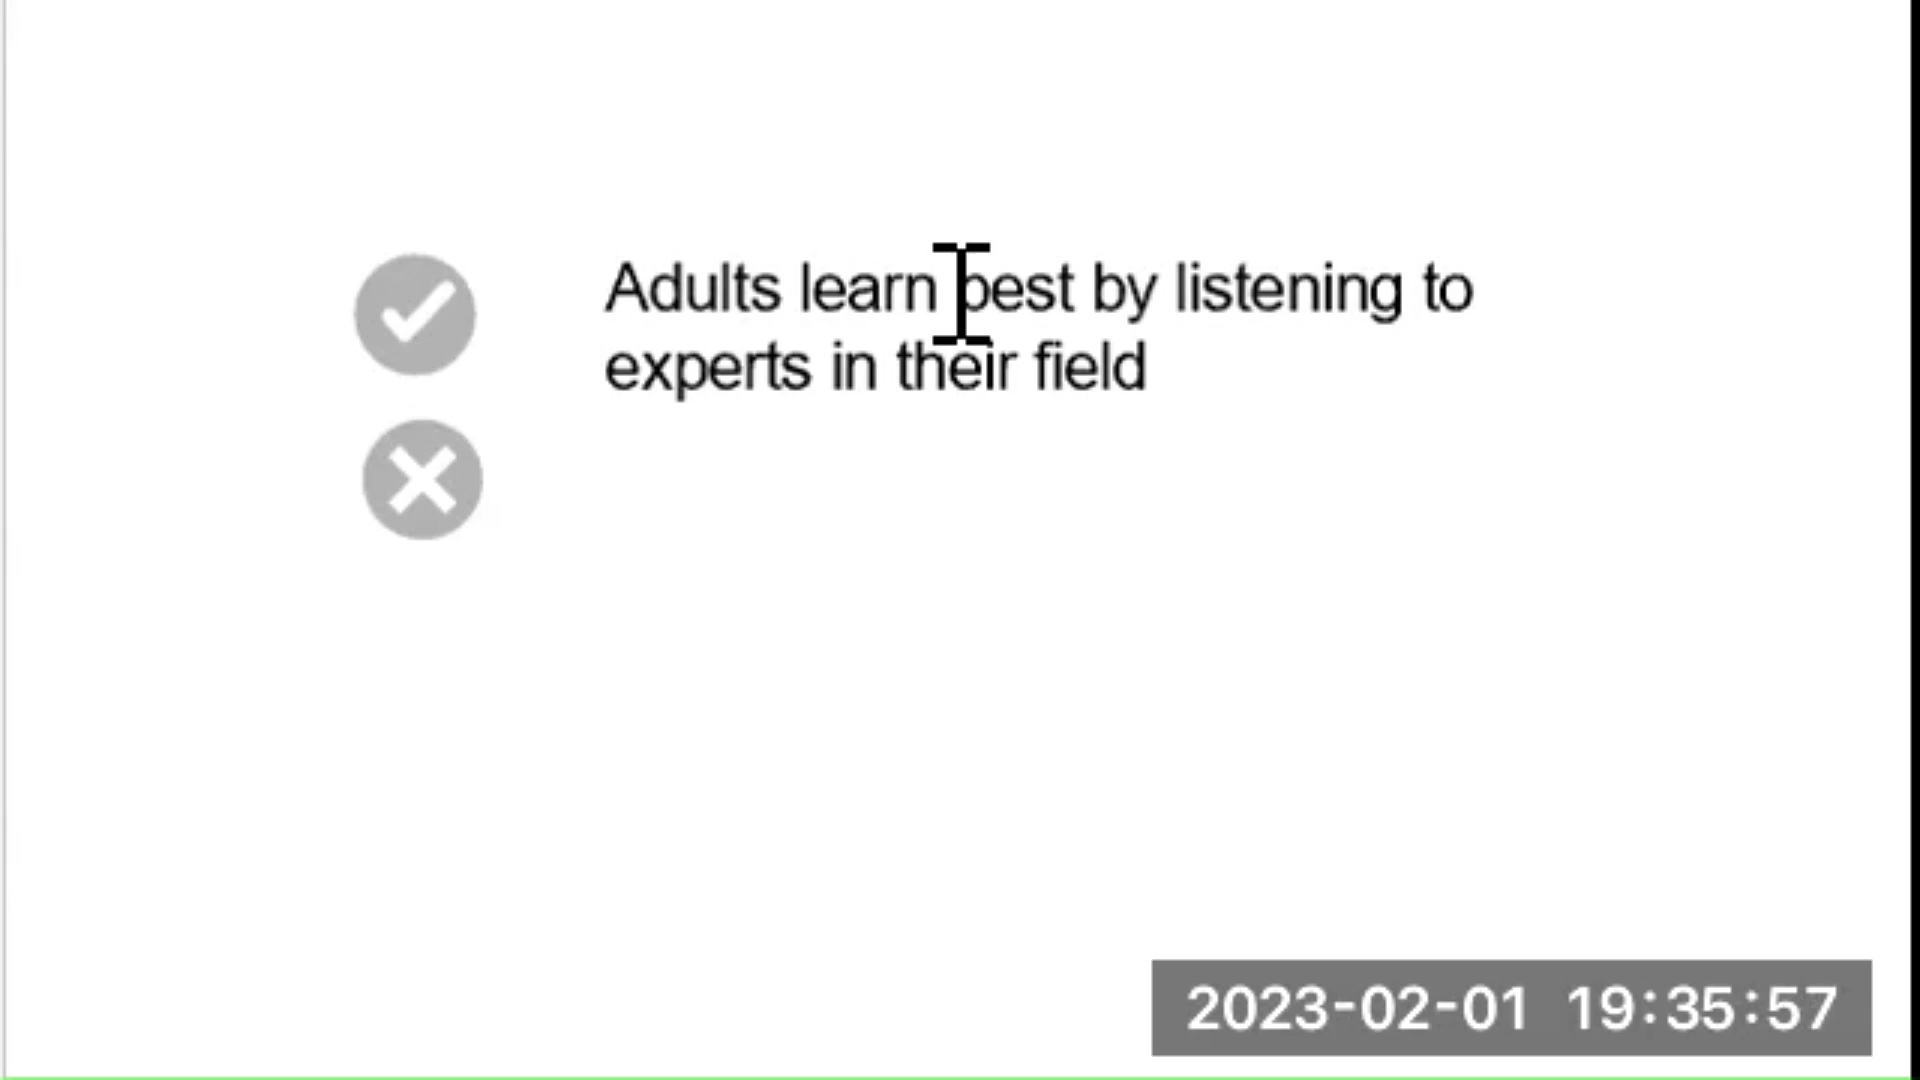 Adults learn best by listening to
experts in their field
2023-02-01 19:35:57